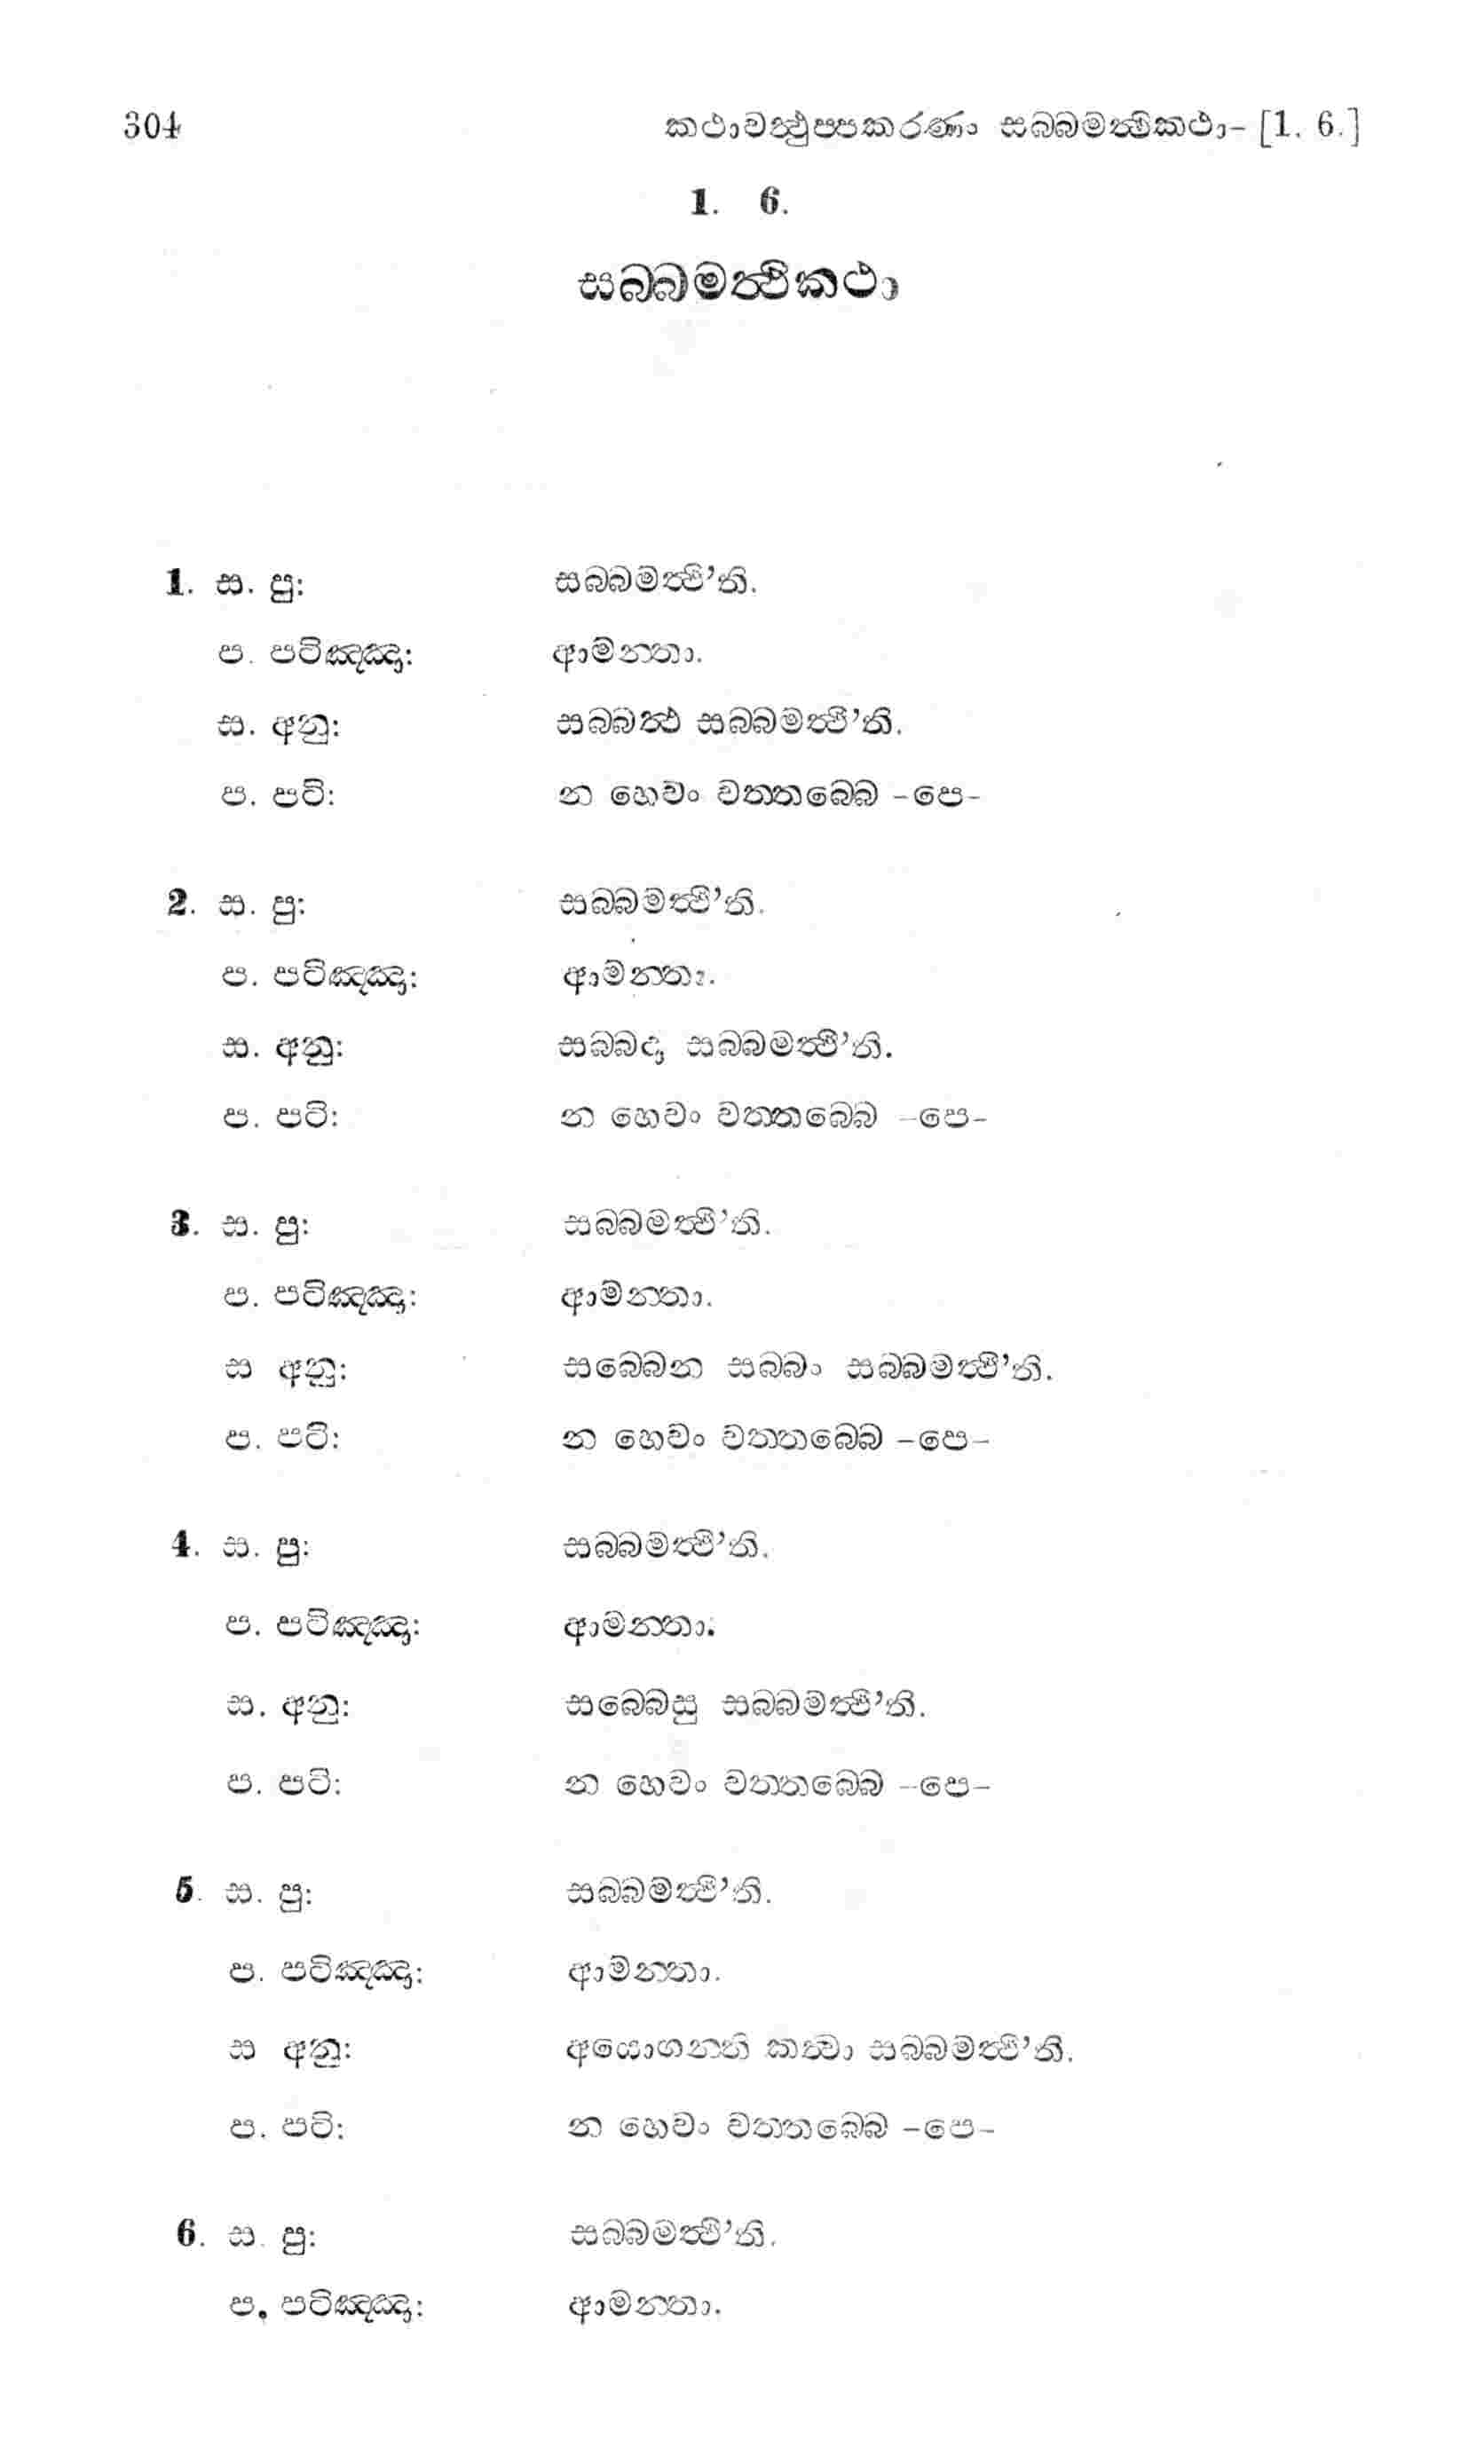 304 කථාවත්‍ථුප්පකරණං සබ්බමත්‍ථිකථා- [1. 6.]
1. 6.
සබ්බමත්‍ථිකථා
1. ස. පු: සබ්බමත්‍ථි’ති.
ප. පටිඤ්ඤා: ආමන්තා.
ස. අනු: සබ්බත්‍ථ සබ්බමත්‍ථි’ති.
ප. පටි: න හෙවං වත්තබ්බෙ -පෙ-
2. ස. පු: සබ්බමත්‍ථි’ති.
ප. පටිඤ්ඤා: ආමන්තා.
ස. අනු: සබ්බදා සබ්බමත්‍ථි’ති.
ප. පටි: න හෙවං වත්තබ්බෙ -පෙ-
3. ස. පු: සබ්බමත්‍ථි’ති.
ප. පටිඤ්ඤා: ආමන්තා.
ස අනු: සබ්බෙන සබ්බං සබ්බමත්‍ථි’ති.
ප. පටි: න හෙවං වත්තබ්බෙ -පෙ-
4. ස. පු: සබ්බමත්‍ථි’ති.
ප. පටිඤ්ඤා: ආමන්තා.
ස. අනු: සබ්බෙසු සබ්බමත්‍ථි’ති.
ප. පටි: න හෙවං වත්තබ්බෙ -පෙ-
5. ස. පු: සබ්බමත්‍ථි’ති.
ප. පටිඤ්ඤා: ආමන්තා.
ස අනු: අයොගන්ති කත්‍වා සබ්බමත්‍ථි’ති.
ප. පටි: න හෙවං වත්තබ්බෙ -පෙ-
6. ස. පු: සබ්බමත්‍ථි’ති.
ප. පටිඤ්ඤා: ආමන්තා.